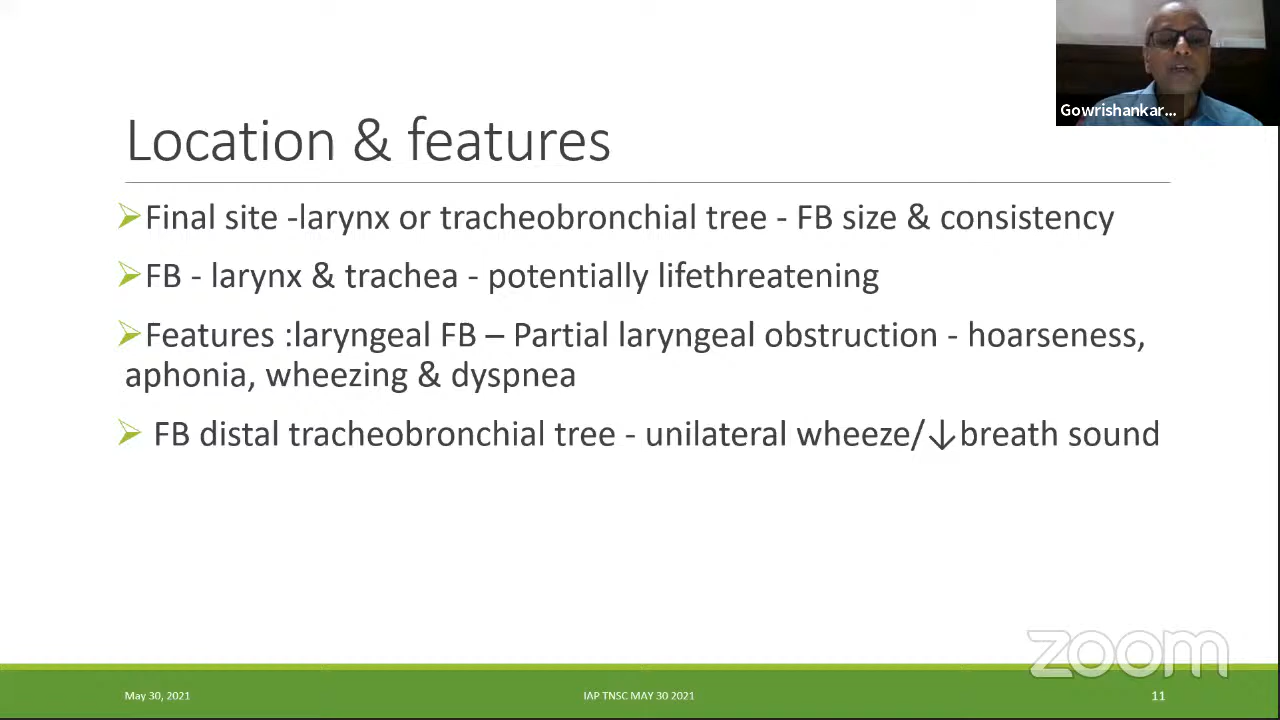 Gowrishankar...
Location & features
Final site -larynx or tracheobronchial tree - FB size & consistency
FB - larynx & trachea - potentially lifethreatening
Features :laryngeal FB – Partial laryngeal obstruction - hoarseness,
aphonia, wheezing & dyspnea
FB distal tracheobronchial tree - unilateral wheeze/↓breath sound
zoom
May 30, 2021
IAP TNSC MAY 30 2021
11